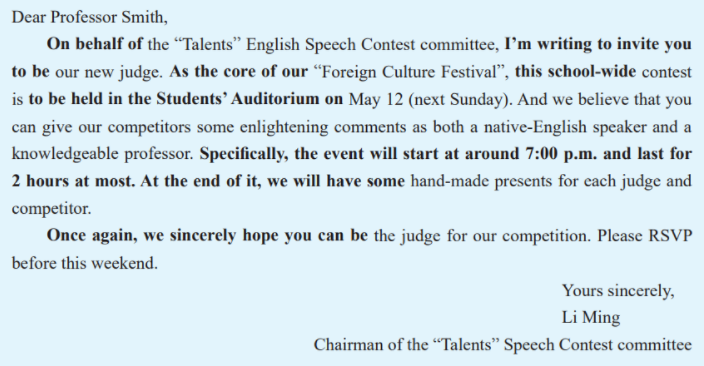 Dear Professor Smith,
On behalf of the “Talents” English Speech Contest committee, I’m writing to invite you
to be our new judge. As the core of our “Foreign Culture Festival”, this school-wide contest
is to be held in the Students’ Auditorium on May 12 (next Sunday). And we believe that you
can give our competitors some enlightening comments as both a native-English speaker and a
knowledgeable professor. Specifically, the event will start at around 7:00 p.m. and last for
2 hours at most. At the end of it, we will have some hand-made presents for each judge and
competitor.
Once again, we sincerely hope you can be the judge for our competition. Please RSVP
before this weekend.
Yours sincerely,
Li Ming
Chairman of the “Talents” Speech Contest committee